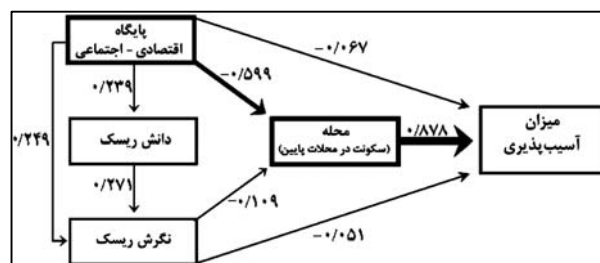 پایگاه
اقتصادی - اجتماعی
-۰/۰۶۷
-۰/۵۹۹
۰/۲۳۹
۰/۲۴۹
محله
(سکونت در محلات پایین)
۰/۸۷۸
میزان
آسیب‌پذیری
دانش ریسک
۰/۲۷۱
-۰/۱۰۹
نگرش ریسک
-۰/۰۵۱